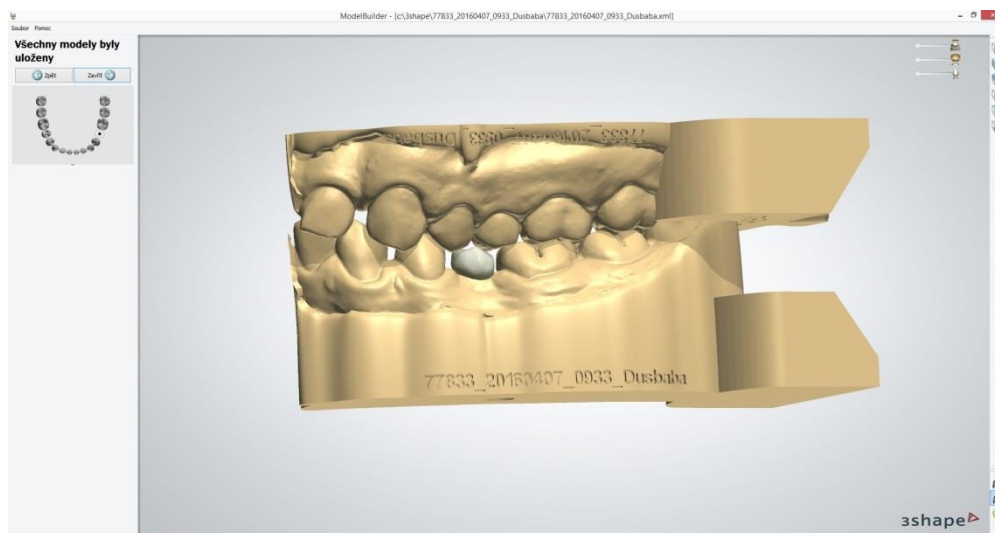 ModelBuilder - [c:\3shape\77833_20160407_0933_Dusbaba\77833_20160407_0933_Dusbaba.xml]
Soubor Pomoc
Všechny modely byly
uloženy
Zpět Zavřít
77833_20160407_0933_Dusbaba
77833_20160407_0933_Dusbaba
3shape